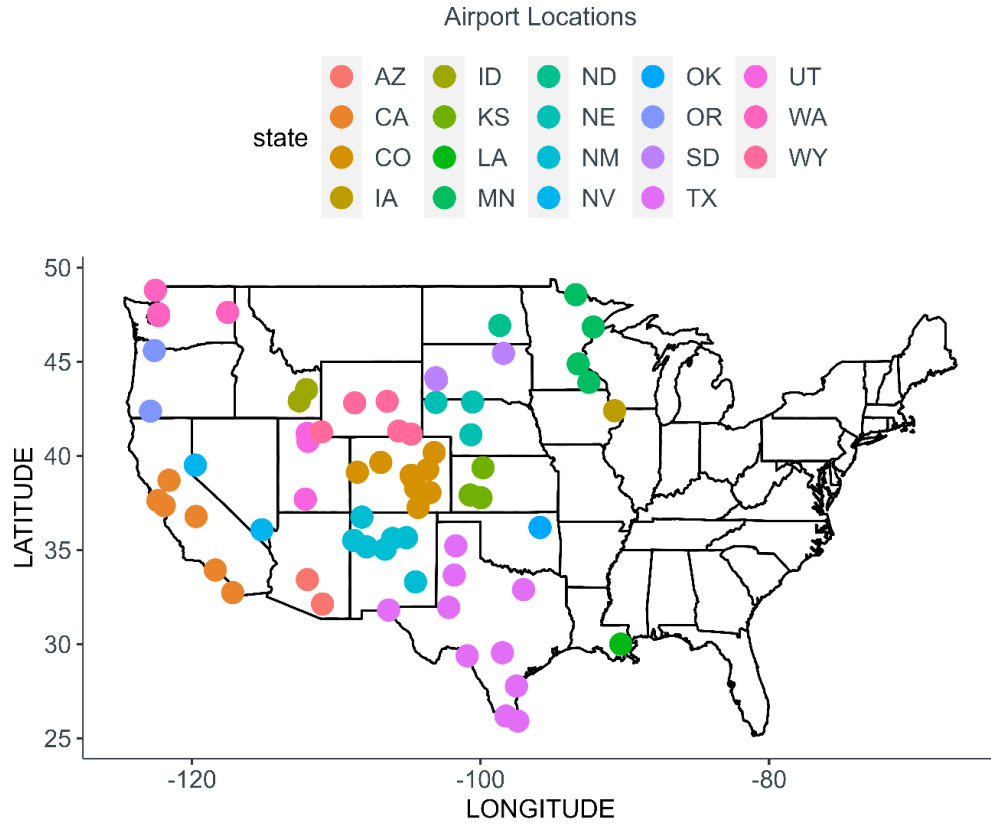 Airport Locations
state
AZ ID ND OK UT
CA KS NE OR WA
CO LA NM SD WY
IA MN NV TX
50
45
40
35
30
25
LATITUDE
-120 -100 -80
LONGITUDE